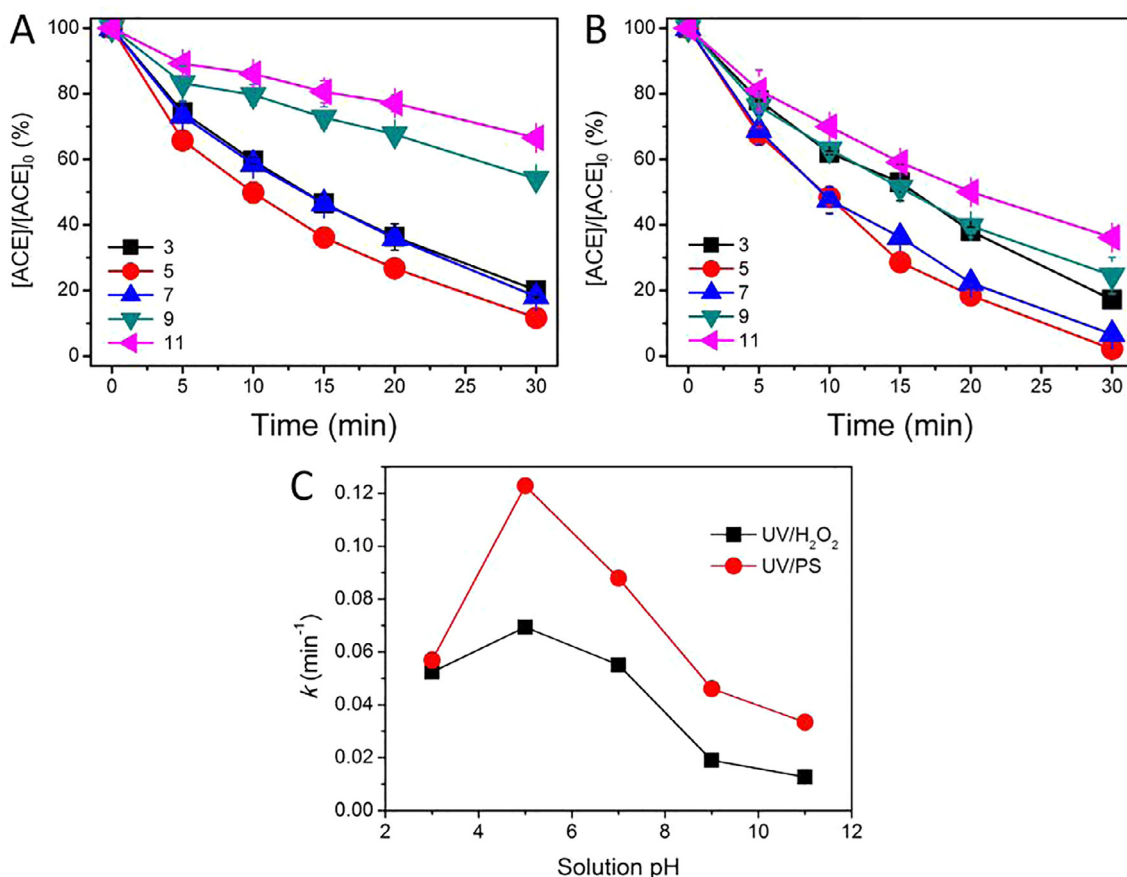 A
[ACE]/[ACE]0 (%)
100
80
60
40
20
0
3
5
7
9
11
0 5 10 15 20 25 30
Time (min)
B
[ACE]/[ACE]0 (%)
100
80
60
40
20
0
3
5
7
9
11
0 5 10 15 20 25 30
Time (min)
C
k (min-1)
0.12
0.10
0.08
0.06
0.04
0.02
0.00
UV/H2O2
UV/PS
2 4 6 8 10 12
Solution pH